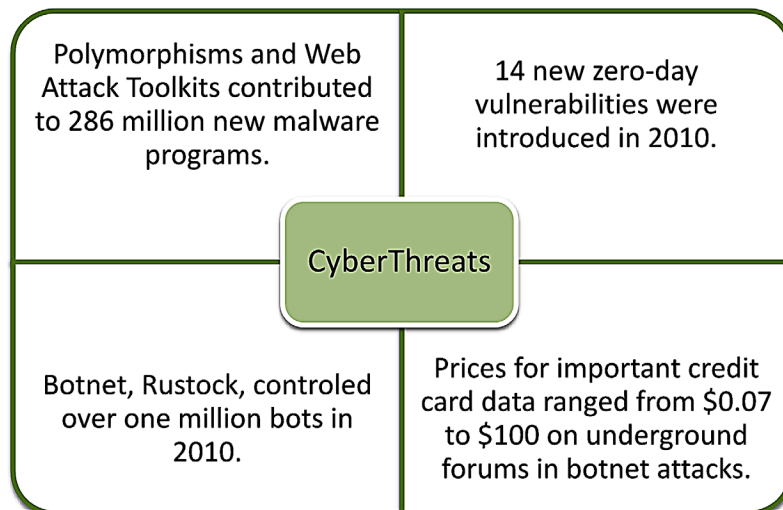 Polymorphisms and Web
Attack Toolkits contributed
to 286 million new malware
programs.
14 new zero-day
vulnerabilities were
introduced in 2010.
CyberThreats
Botnet, Rustock, controled
over one million bots in
2010.
Prices for important credit
card data ranged from $0.07
to $100 on underground
forums in botnet attacks.